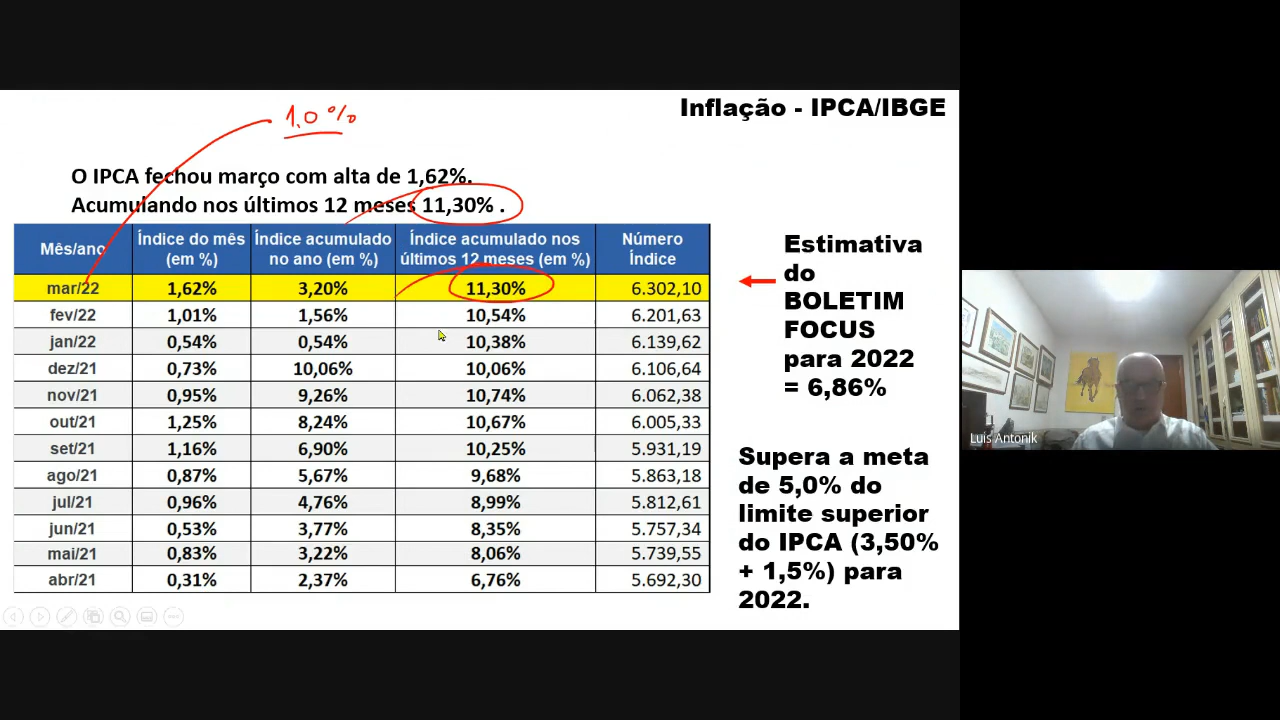 Inflação - IPCA/IBGE
1.0 %
O IPCA fechou março com alta de 1,62%.
Acumulando nos últimos 12 meses 11,30% .
Mês/ano Índice do mês (em %) Índice acumulado no ano (em %) Índice acumulado nos últimos 12 meses (em %) Número Índice
mar/22 1,62% 3,20% 11,30% 6.302,10
fev/22 1,01% 1,56% 10,54% 6.201,63
jan/22 0,54% 0,54% 10,38% 6.139,62
dez/21 0,73% 10,06% 10,06% 6.106,64
nov/21 0,95% 9,26% 10,74% 6.062,38
out/21 1,25% 8,24% 10,67% 6.005,33
set/21 1,16% 6,90% 10,25% 5.931,19
ago/21 0,87% 5,67% 9,68% 5.863,18
jul/21 0,96% 4,76% 8,99% 5.812,61
jun/21 0,53% 3,77% 8,35% 5.757,34
mai/21 0,83% 3,22% 8,06% 5.739,55
abr/21 0,31% 2,37% 6,76% 5.692,30
Estimativa
do
BOLETIM
FOCUS
para 2022
= 6,86%
Supera a meta
de 5,0% do
limite superior
do IPCA (3,50%
+ 1,5%) para
2022.
Luis Antonik